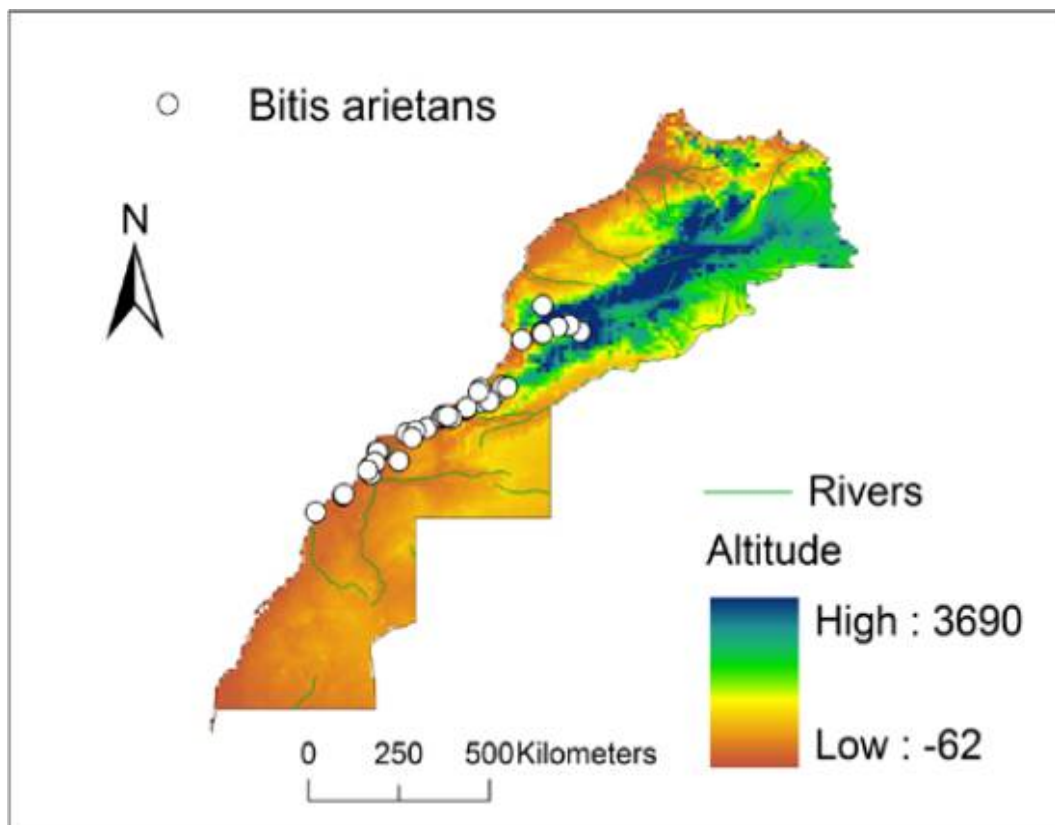 Bitis arietans
N
Rivers
Altitude
High : 3690
Low : -62
0 250 500Kilometers